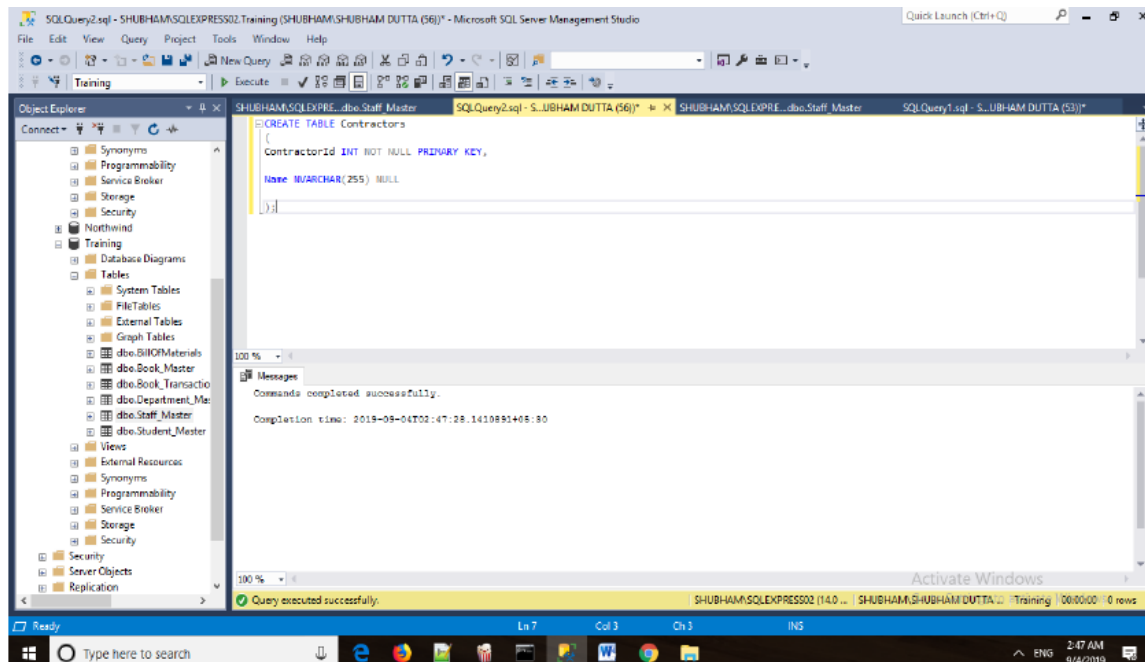 SQLQuery2.sql - SHUBHAM\SQLEXPRESS02.Training (SHUBHAM\SHUBHAM DUTTA (56))* - Microsoft SQL Server Management Studio
Quick Launch (Ctrl+Q)
File Edit View Query Project Tools Window Help
New Query
Training
Execute
Object Explorer
SHUBHAM\SQLEXPRE...dbo.Staff_Master
SQLQuery2.sql - S...UBHAM DUTTA (56))*
SHUBHAM\SQLEXPRE...dbo.Staff_Master
SQLQuery1.sql - S...UBHAM DUTTA (53))*
Connect
Synonyms
Programmability
Service Broker
Storage
Security
Northwind
Training
Database Diagrams
Tables
System Tables
FileTables
External Tables
Graph Tables
dbo.BillOfMaterials
dbo.Book_Master
dbo.Book_Transactio
dbo.Department_Mas
dbo.Staff_Master
dbo.Student_Master
Views
External Resources
Synonyms
Programmability
Service Broker
Storage
Security
Security
Server Objects
Replication
CREATE TABLE Contractors
(
ContractorId INT NOT NULL PRIMARY KEY,
Name NVARCHAR(255) NULL
);
100 %
Messages
Commands completed successfully.
Completion time: 2019-09-04T02:47:28.1410891+05:30
100 %
Activate Windows
Query executed successfully.
SHUBHAM\SQLEXPRESS02 (14.0 ... SHUBHAM\SHUBHAM DUTTA ... Training 00:00:00 0 rows
Ready Ln 7 Col 3 Ch 3 INS
Type here to search
ENG
2:47 AM
9/4/2019